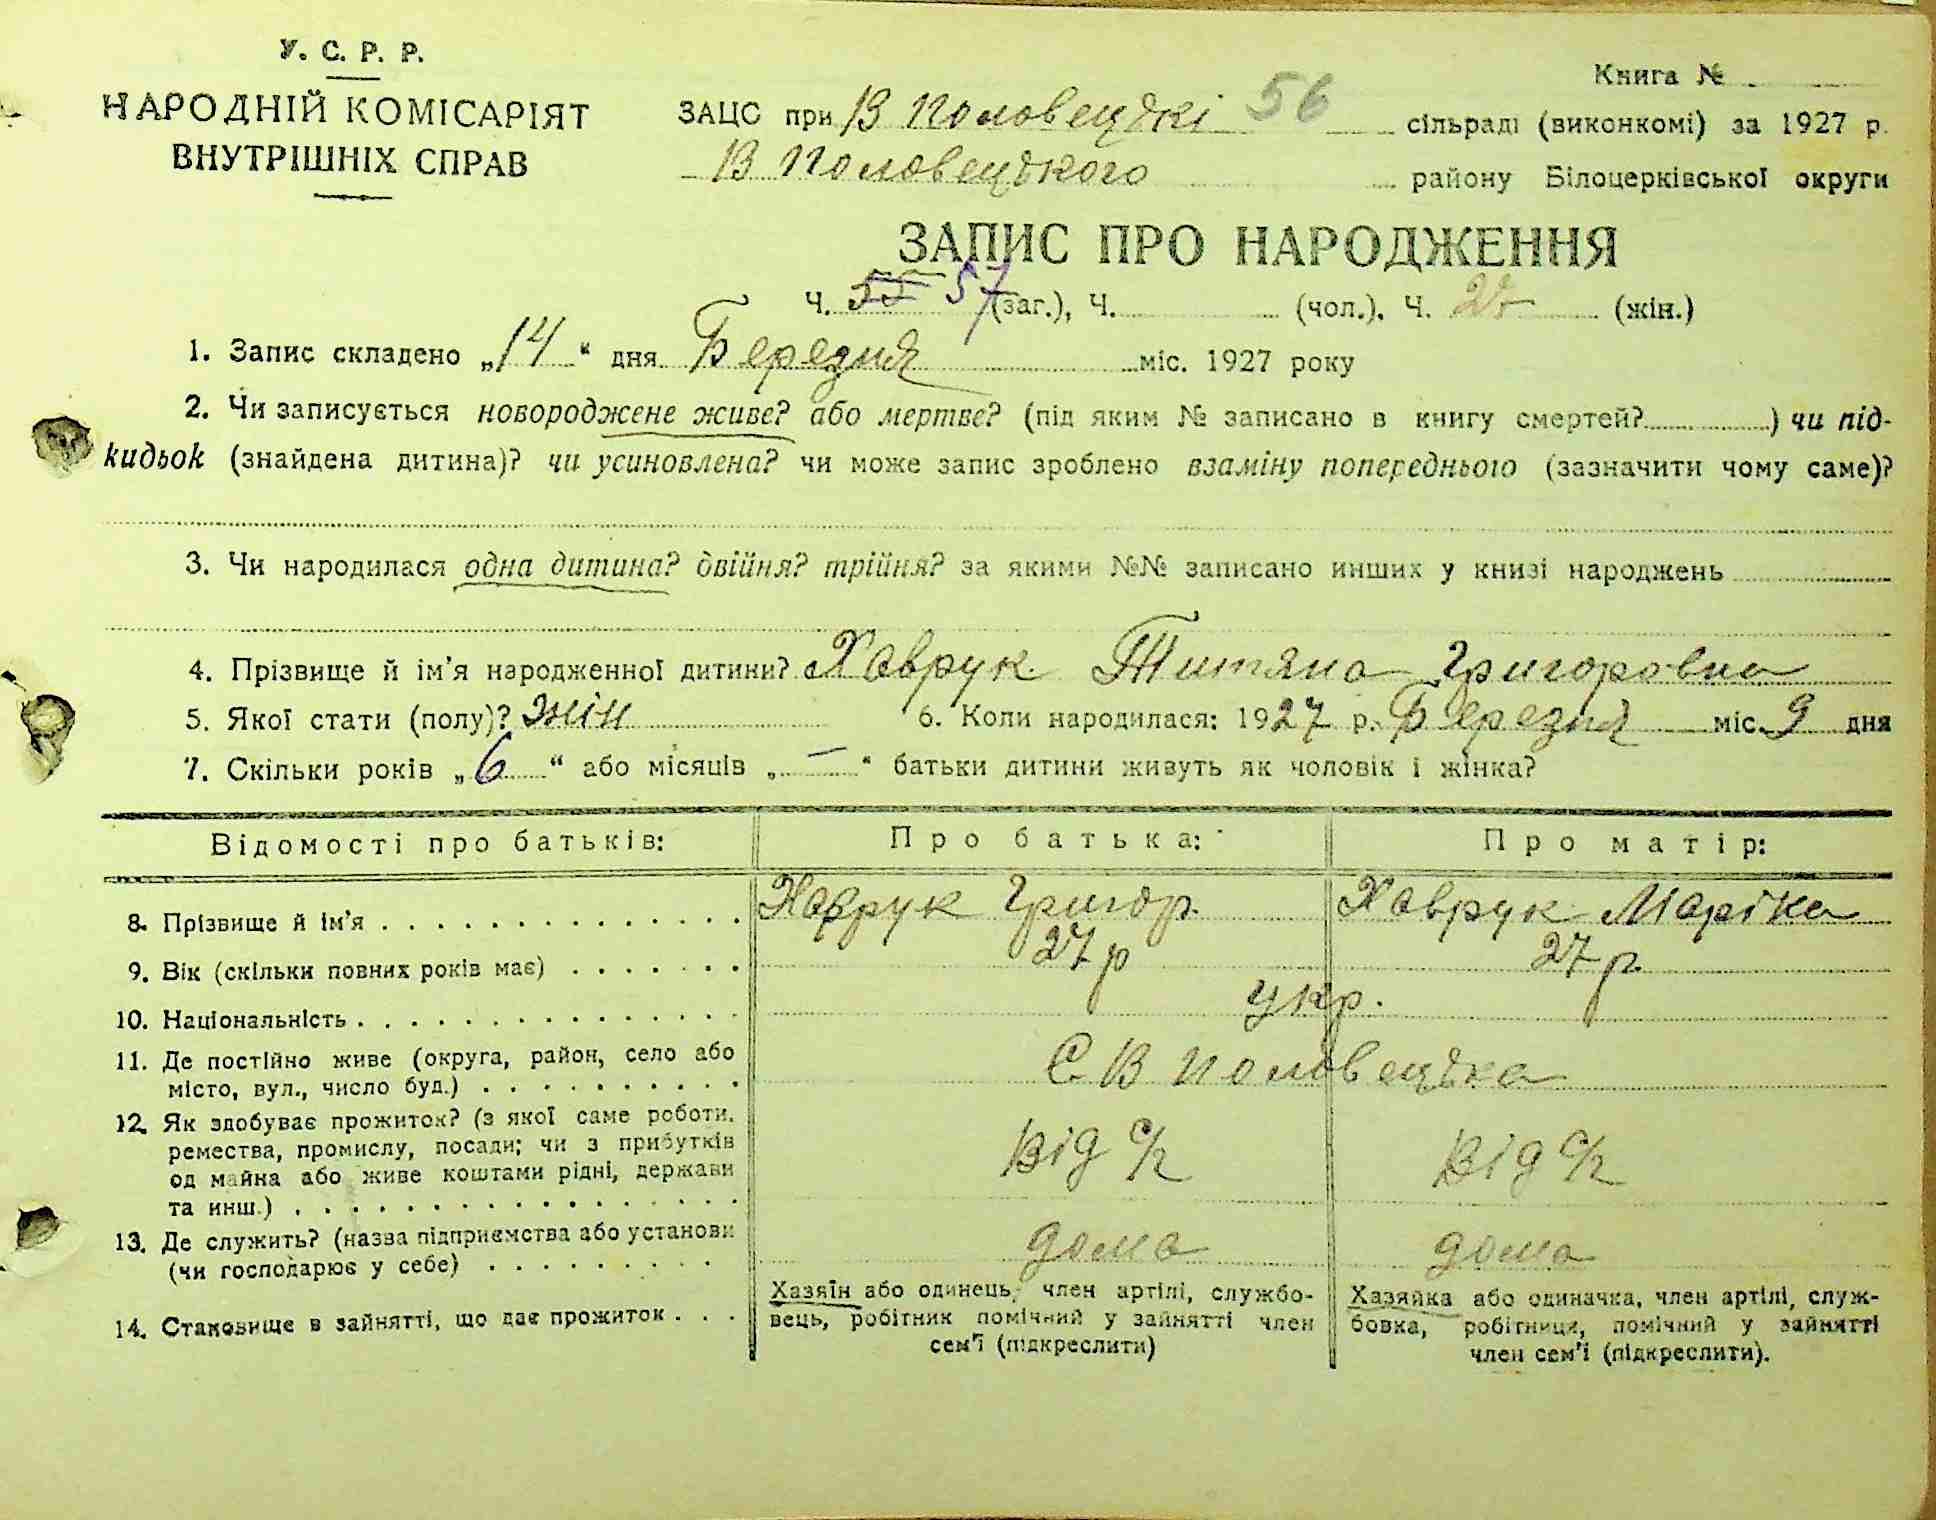 У. С. Р. Р.
НАРОДНІЙ КОМІСАРІЯТ
ВНУТРІШНІХ СПРАВ
Книга №
ЗАЦС при В Половецькі 56 сільраді (виконкомі) за 1927 р.
В Половецького району Білоцерківської округи
ЗАПИС ПРО НАРОДЖЕННЯ
Ч. 55 57 (заг.), Ч. (чол.), Ч. (жін.)
1. Запис складено „14“ дня Березня міс. 1927 року
2. Чи записується новороджене живе? або мертве? (під яким № записано в книгу смертей? ) чи під-
кидьок (знайдена дитина)? чи усиновлена? чи може запис зроблено взаміну попереднього (зазначити чому саме)?
3. Чи народилася одна дитина? двійня? трійня? за якими №№ записано инших у книзі народжень
4. Прізвище й ім'я народженної дитини? Хаврук Титяна Григоровна
5. Якої стати (полу)? жін 6. Коли народилася: 1927 р. Березня міс. 9 дня
7. Скільки років „6“ або місяців „—“ батьки дитини живуть як чоловік і жінка?
Відомості про батьків: Про батька: Про матір:
8. Прізвище й ім'я Хаврук Григор. Хаврук Маріка
9. Вік (скільки повних років має) 27 р 27 р.
10. Національність укр.
11. Де постійно живе (округа, район, село або
місто, вул., число буд.) С. В Половецька
12. Як здобуває прожиток? (з якої саме роботи,
ремества, промислу, посади; чи з прибутків
од майна або живе коштами рідні, держави
та инш.) Від с/г Від с/г
13. Де служить? (назва підприємства або установи
(чи господарює у себе) дома дома
14. Становище в зайнятті, що дає прожиток
Хазяїн або одинець, член артілі, службо-
вець, робітник помічний у зайнятті член
сем'ї (підкреслити)
Хазяйка або одиначка, член артілі, служ-
бовка, робітниця, помічний у зайнятті
член сем'ї (підкреслити).